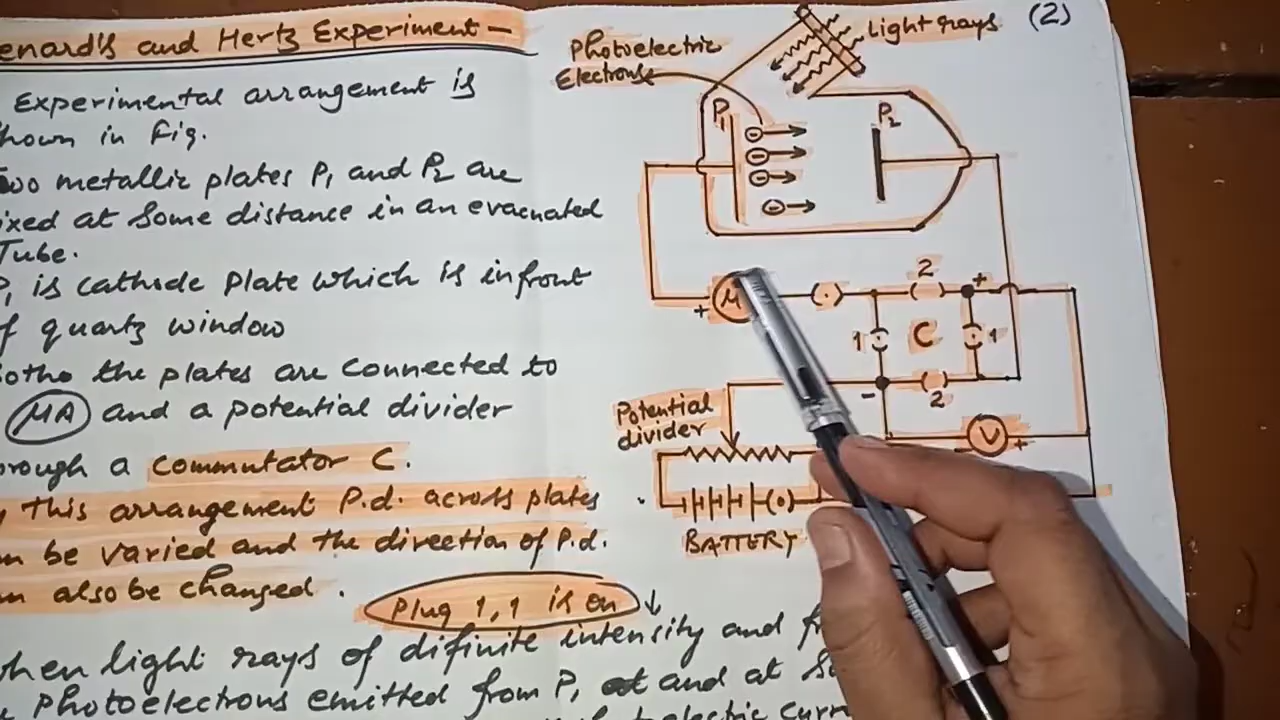 enard's and Hertz Experiment -
Experimental arrangement is
hown in Fig.
wo metallic plates P1 and P2 are
ixed at Some distance in an evacuated
Tube.
P1 is cathode plate which is infront
f quartz window
otho the plates are connected to
MA and a potential divider
rough a commutator C.
this arrangement P.d. across plates
n be varied and the direction of P.d.
n also be changed.
Plug 1,1 is on
hen light rays of difinite intensity and
Photoelectrons emitted from P1 at and at
(2)
Light rays
Photoelectric
Electrons
P1
P2
+
μ
2
+
1
C
1
-
2
Potential
divider
V
+
BATTERY